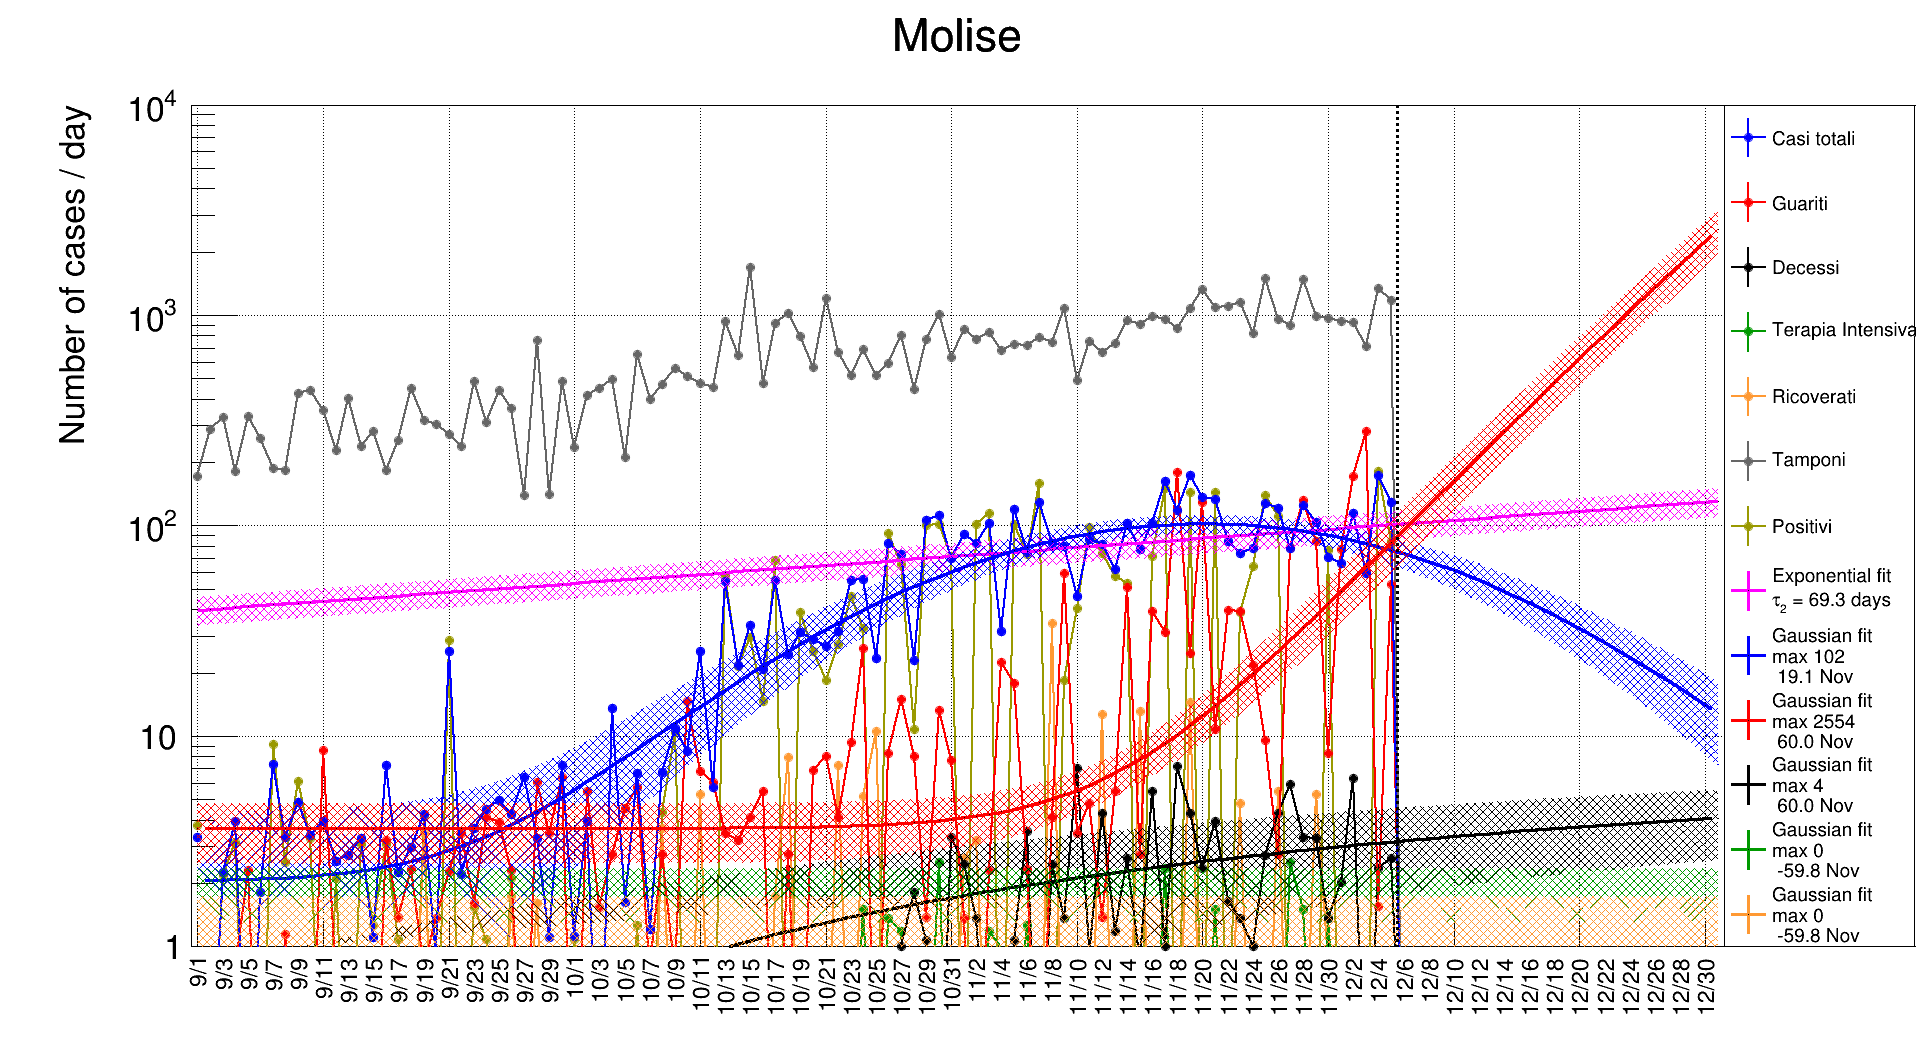 Molise
Number of cases / day
10^4
10^3
10^2
10
1
9/1
9/3
9/5
9/7
9/9
9/11
9/13
9/15
9/17
9/19
9/21
9/23
9/25
9/27
9/29
10/1
10/3
10/5
10/7
10/9
10/11
10/13
10/15
10/17
10/19
10/21
10/23
10/25
10/27
10/29
10/31
11/2
11/4
11/6
11/8
11/10
11/12
11/14
11/16
11/18
11/20
11/22
11/24
11/26
11/28
11/30
12/2
12/4
12/6
12/8
12/10
12/12
12/14
12/16
12/18
12/20
12/22
12/24
12/26
12/28
12/30
Casi totali
Guariti
Decessi
Terapia Intensiva
Ricoverati
Tamponi
Positivi
Exponential fit
τ_2 = 69.3 days
Gaussian fit
max 102
19.1 Nov
Gaussian fit
max 2554
60.0 Nov
Gaussian fit
max 4
60.0 Nov
Gaussian fit
max 0
-59.8 Nov
Gaussian fit
max 0
-59.8 Nov